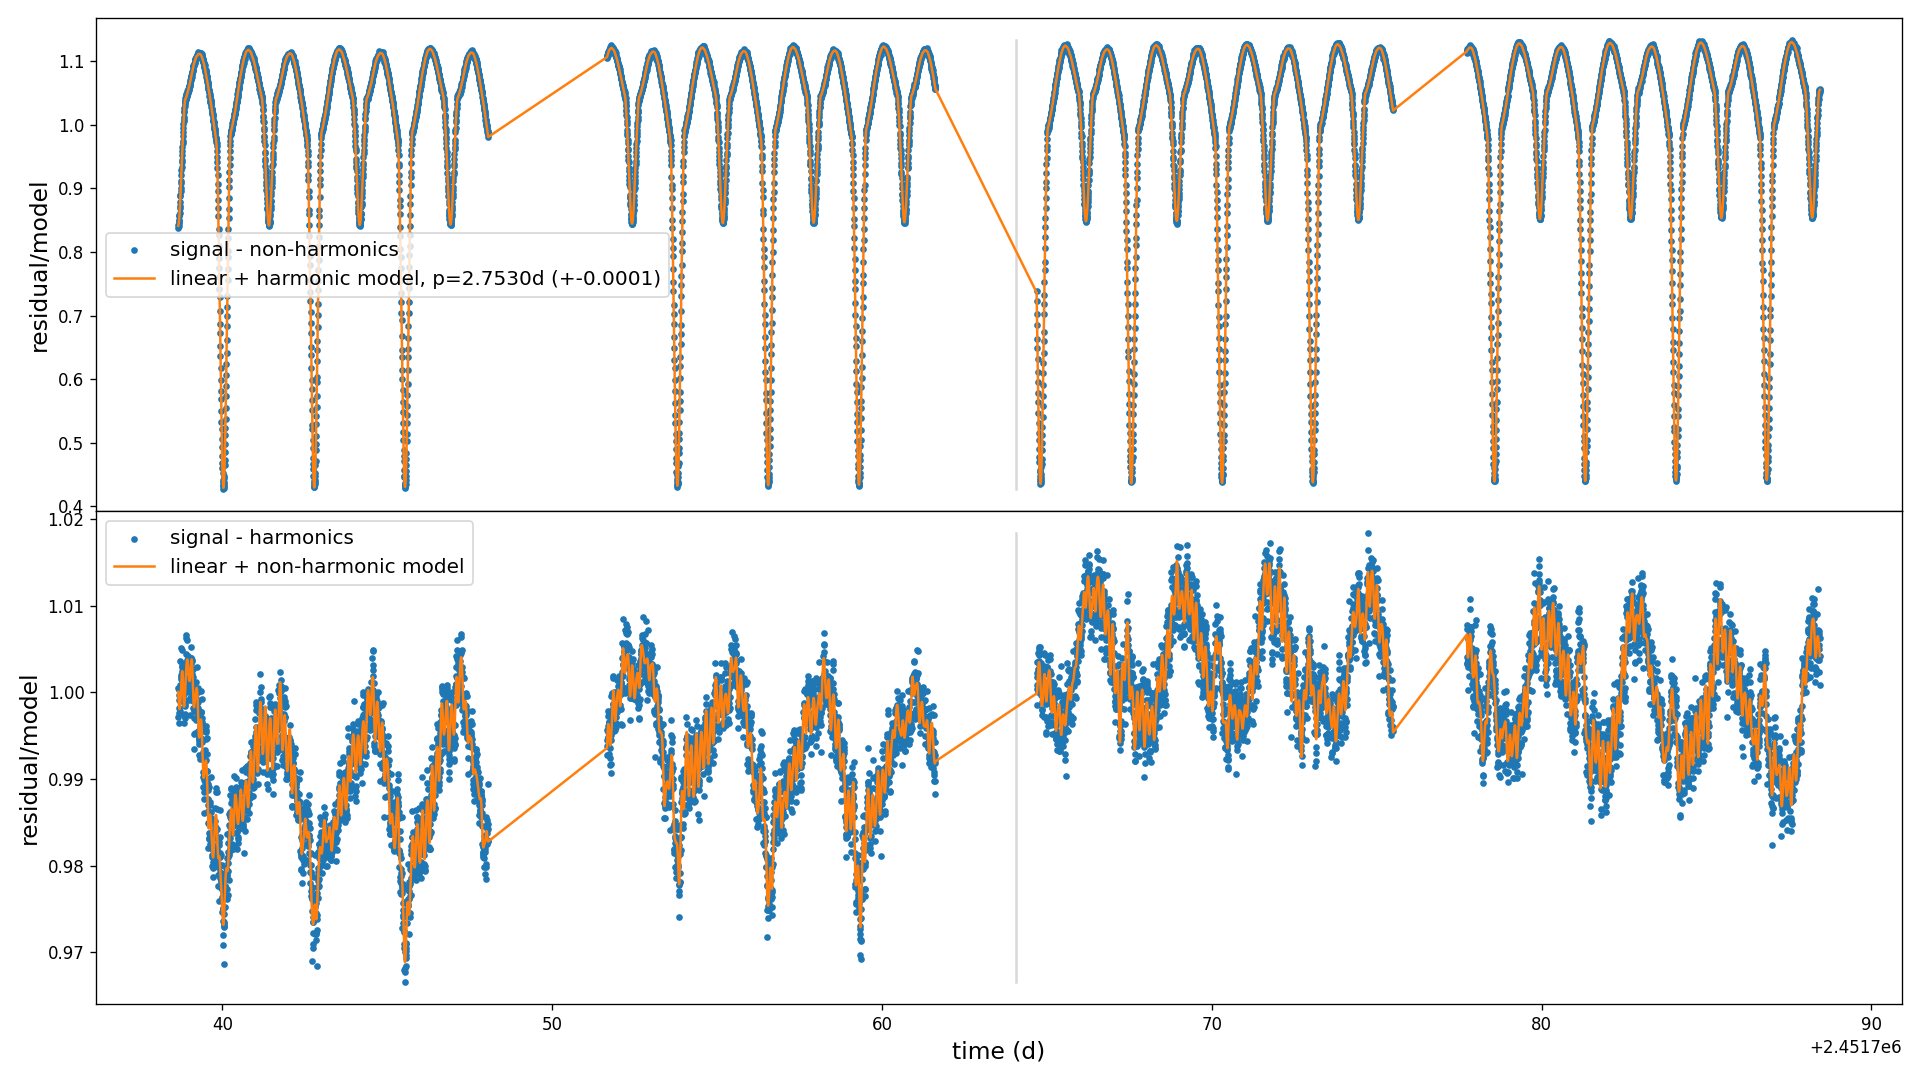 1.1
1.0
0.9
0.8
0.7
0.6
0.5
0.4
residual/model
signal - non-harmonics
linear + harmonic model, p=2.7530d (+-0.0001)
1.02
1.01
1.00
0.99
0.98
0.97
residual/model
signal - harmonics
linear + non-harmonic model
40
50
60
70
80
90
time (d)
+2.4517e6